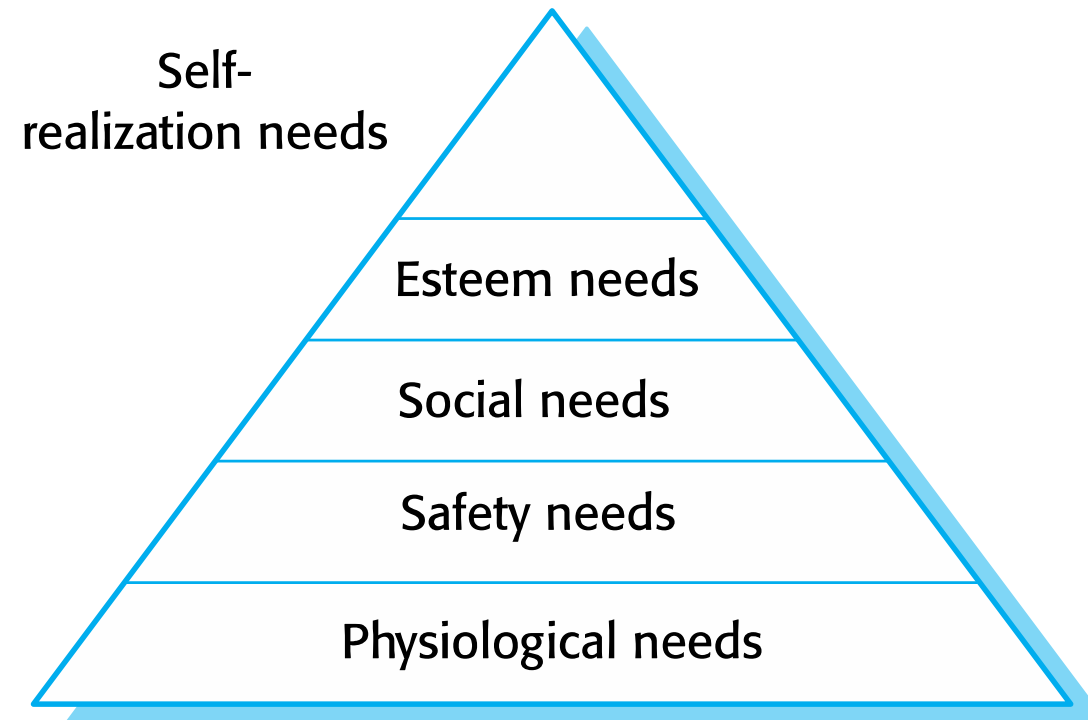 Self-
realization needs
Esteem needs
Social needs
Safety needs
Physiological needs